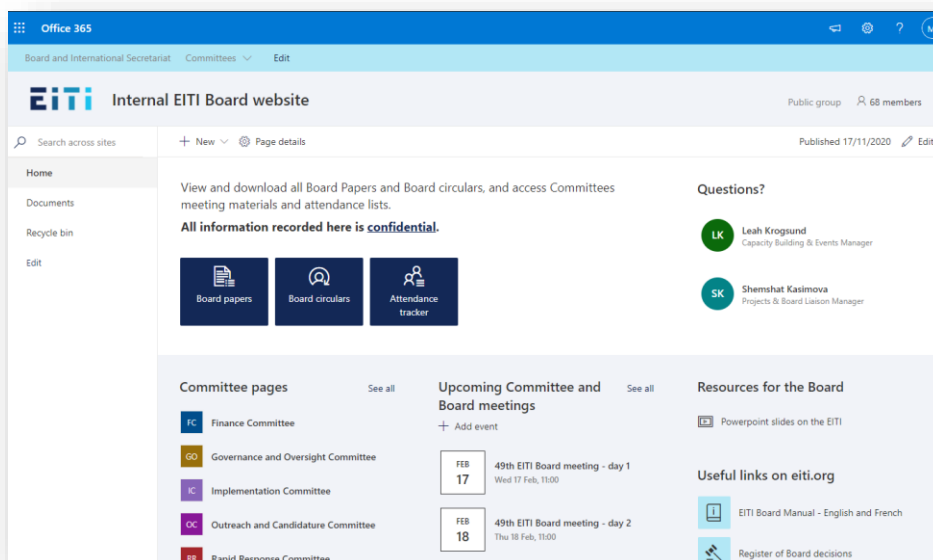 Office 365
?
Board and International Secretariat Committees Edit
EITI Internal EITI Board website
Public group 68 members
Search across sites
+ New Page details
Published 17/11/2020 Edit
Home
Documents
Recycle bin
Edit
View and download all Board Papers and Board circulars, and access Committees
meeting materials and attendance lists.
All information recorded here is confidential.
Board papers
Board circulars
Attendance
tracker
Questions?
LK
Leah Krogsund
Capacity Building & Events Manager
SK
Shemshat Kasimova
Projects & Board Liaison Manager
Committee pages See all
FC Finance Committee
GO Governance and Oversight Committee
IC Implementation Committee
OC Outreach and Candidature Committee
RR Rapid Response Committee
Upcoming Committee and See all
Board meetings
+ Add event
FEB
17
49th EITI Board meeting - day 1
Wed 17 Feb, 11:00
FEB
18
49th EITI Board meeting - day 2
Thu 18 Feb, 11:00
Resources for the Board
Powerpoint slides on the EITI
Useful links on eiti.org
EITI Board Manual - English and French
Register of Board decisions